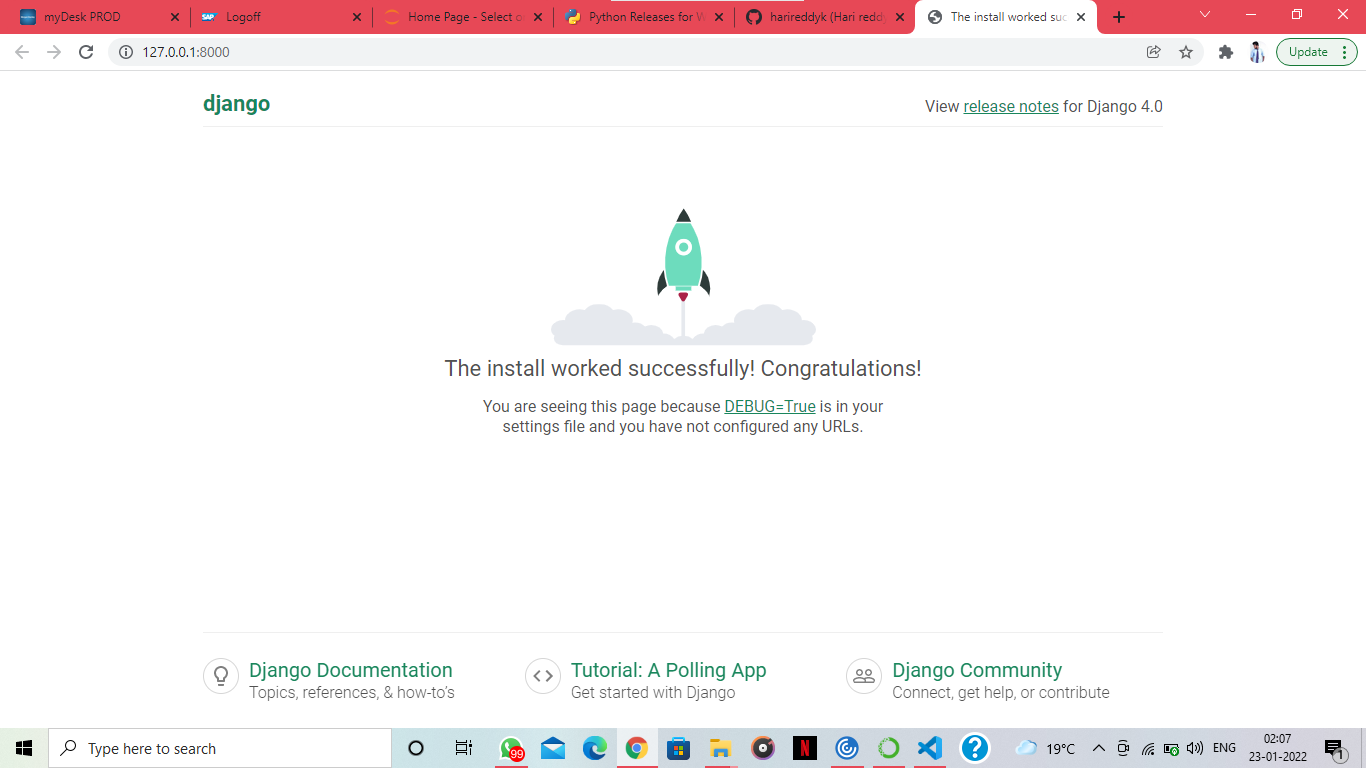 myDesk PROD
Logoff
Home Page - Select o
Python Releases for W
harireddyk (Hari reddy
The install worked suc
127.0.0.1:8000
Update
django
View release notes for Django 4.0
The install worked successfully! Congratulations!
You are seeing this page because DEBUG=True is in your
settings file and you have not configured any URLs.
Django Documentation
Topics, references, & how-to's
Tutorial: A Polling App
Get started with Django
Django Community
Connect, get help, or contribute
Type here to search
99
N
19°C
ENG
02:07
23-01-2022
1